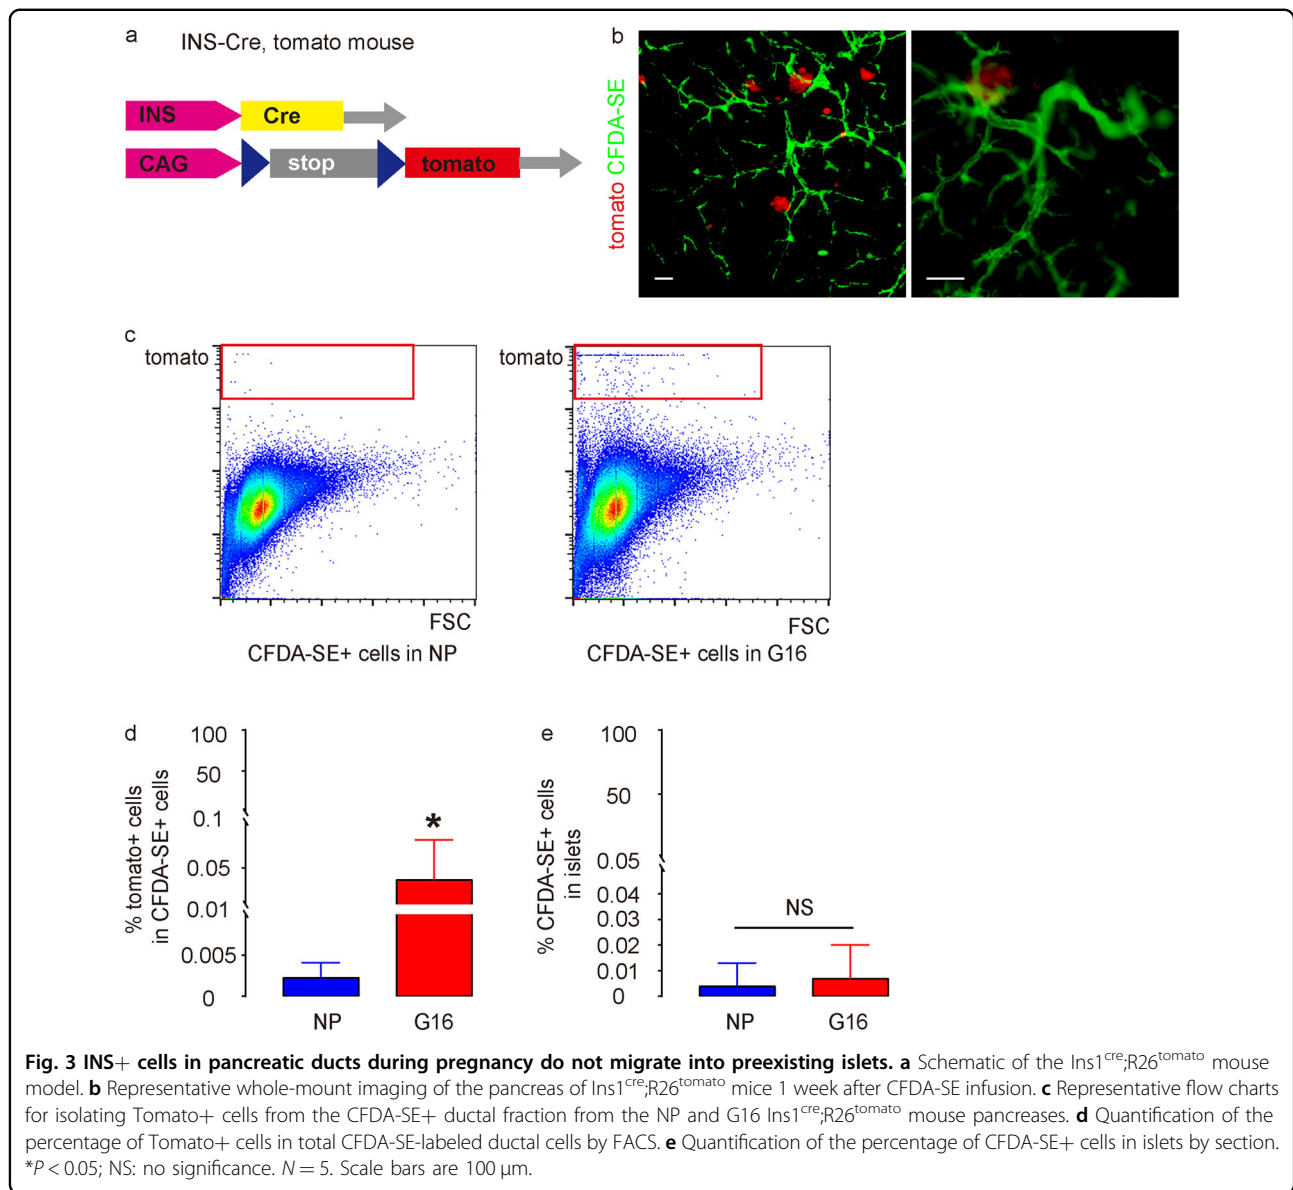 a
INS-Cre, tomato mouse
INS
Cre
CAG
stop
tomato
b
tomato CFDA-SE
c
tomato
FSC
CFDA-SE+ cells in NP
tomato
FSC
CFDA-SE+ cells in G16
d
% tomato+ cells
in CFDA-SE+ cells
100
50
0.1
0.05
0.01
0.005
0
*
NP
G16
e
% CFDA-SE+ cells
in islets
100
50
0.05
0.04
0.03
0.02
0.01
0
NS
NP
G16
Fig. 3 INS+ cells in pancreatic ducts during pregnancy do not migrate into preexisting islets. a Schematic of the Ins1cre;R26tomato mouse
model. b Representative whole-mount imaging of the pancreas of Ins1cre;R26tomato mice 1 week after CFDA-SE infusion. c Representative flow charts
for isolating Tomato+ cells from the CFDA-SE+ ductal fraction from the NP and G16 Ins1cre;R26tomato mouse pancreases. d Quantification of the
percentage of Tomato+ cells in total CFDA-SE-labeled ductal cells by FACS. e Quantification of the percentage of CFDA-SE+ cells in islets by section.
*P < 0.05; NS: no significance. N = 5. Scale bars are 100 μm.